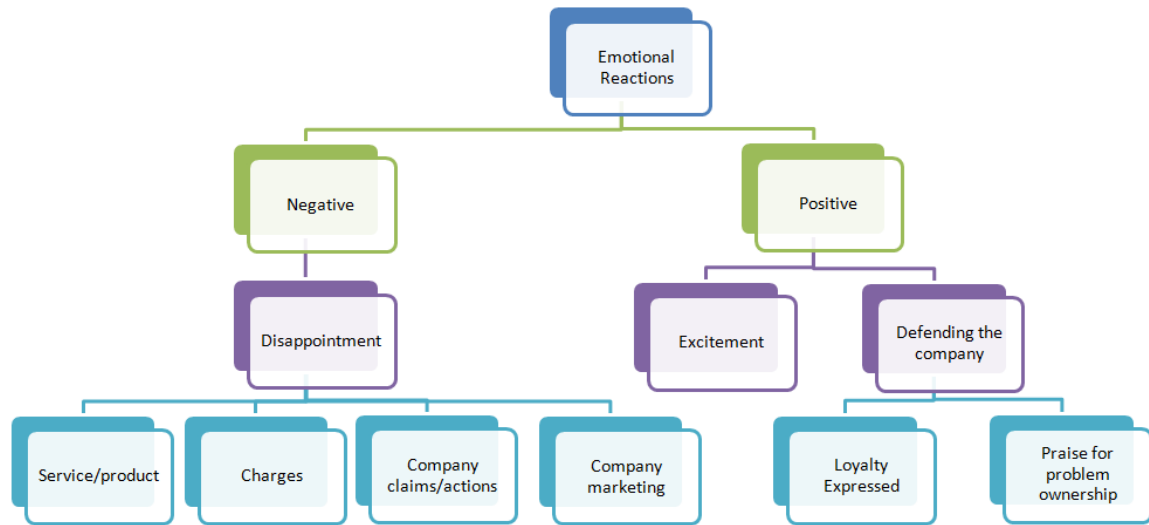 Emotional
Reactions
Negative
Positive
Disappointment
Excitement
Defending the
company
Service/product
Charges
Company
claims/actions
Company
marketing
Loyalty
Expressed
Praise for
problem
ownership